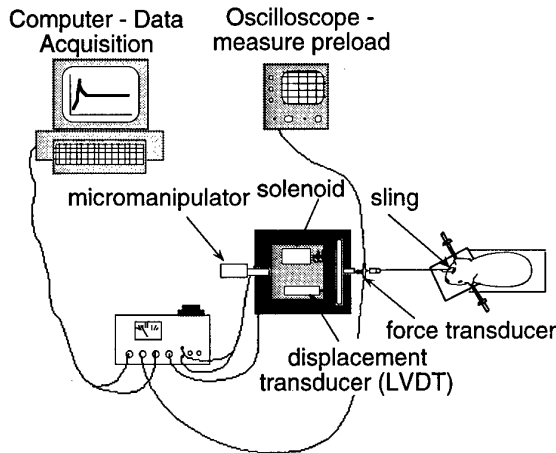 Computer - Data
Acquisition
Oscilloscope -
measure preload
micromanipulator
solenoid
sling
force transducer
displacement
transducer (LVDT)